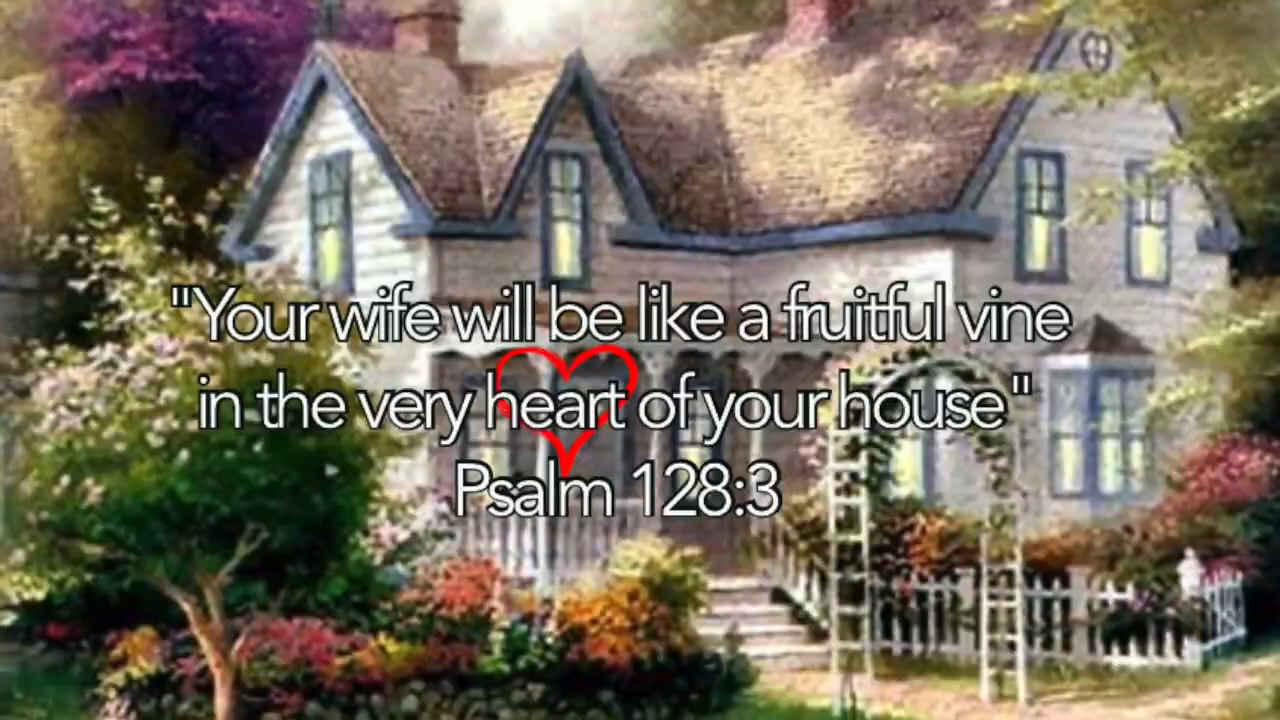 "Your wife will be like a fruitful vine
in the very heart of your house"
Psalm 128:3